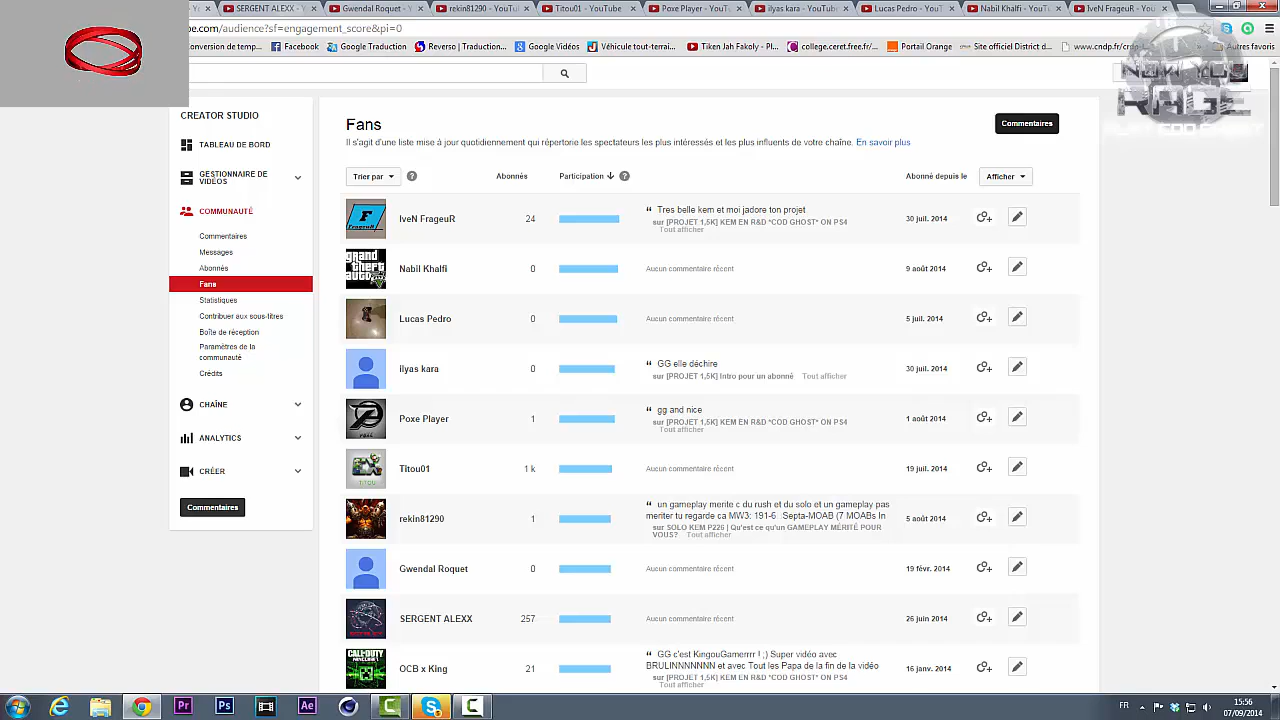 SERGENT ALEXX - Y
Gwendal Roquet - Y
rekin81290 - YouTube
Titou01 - YouTube
Poxe Player - YouTu
ilyas kara - YouTube
Lucas Pedro - YouTu
Nabil Khalfi - YouTu
IveN FrageuR - YouT
be.com/audience?sf=engagement_score&pi=0
conversion de temp...
Facebook
Google Traduction
Reverso | Traduction...
Google Vidéos
Véhicule tout-terrai...
Tiken Jah Fakoly - ...
college.ceret.free.fr/...
Portail Orange
Site officiel District d...
Autres favoris
RAGE
CREATOR STUDIO
TABLEAU DE BORD
GESTIONNAIRE DE
VIDÉOS
COMMUNAUTÉ
Commentaires
Messages
Abonnés
Fans
Statistiques
Contribuer aux sous-titres
Boîte de réception
Paramètres de la
communauté
Crédits
CHAÎNE
ANALYTICS
CRÉER
Commentaires
Fans
Commentaires
Il s'agit d'une liste mise à jour quotidiennement qui répertorie les spectateurs les plus intéressés et les plus influents de votre chaîne. En savoir plus
Trier par ? Abonnés Participation ? Abonné depuis le Afficher
IveN FrageuR 24 Tres belle kem et moi jadore ton projet
sur [PROJET 1,5K] KEM EN R&D *COD GHOST* ON PS4
Tout afficher
30 juil. 2014
Nabil Khalfi 0 Aucun commentaire récent 9 août 2014
Lucas Pedro 0 Aucun commentaire récent 5 juil. 2014
ilyas kara 0 GG elle déchire
sur [PROJET 1,5K] Intro pour un abonné Tout afficher
30 juil. 2014
Poxe Player 1 gg and nice
sur [PROJET 1,5K] KEM EN R&D *COD GHOST* ON PS4
Tout afficher
1 août 2014
Titou01 1 k Aucun commentaire récent 19 juil. 2014
rekin81290 1 un gameplay merite c du rush et du solo et un gameplay pas
meriter tu regarde ca MW3: 191-6 Septa-MOAB (7 MOABs In
sur SOLO KEM P226 | Qu'est ce qu'un GAMEPLAY MÉRITÉ POUR
VOUS? Tout afficher
5 août 2014
Gwendal Roquet 0 Aucun commentaire récent 19 févr. 2014
SERGENT ALEXX 257 Aucun commentaire récent 26 juin 2014
OCB x King 21 GG c'est KingouGamerrrr ! ;) Super vidéo avec
BRULINNNNNN et avec Tout le monde je la fin de la vidéo
sur [PROJET 1,5K] KEM EN R&D *COD GHOST* ON PS4
Tout afficher
16 janv. 2014
FR
15:56
07/09/2014